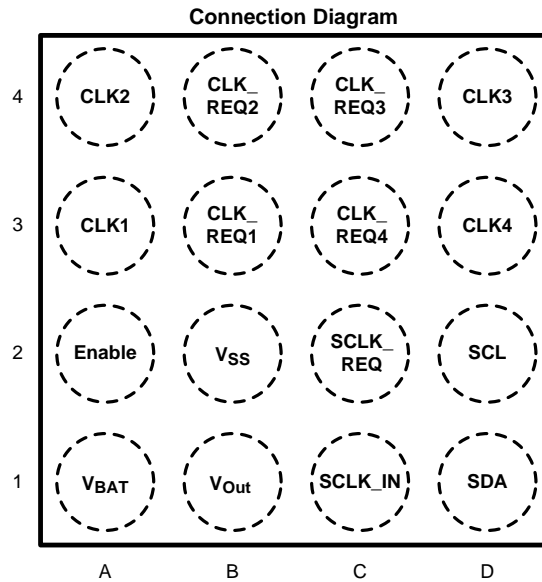 Connection Diagram
4
CLK2
CLK_
REQ2
CLK_
REQ3
CLK3
3
CLK1
CLK_
REQ1
CLK_
REQ4
CLK4
2
Enable
VSS
SCLK_
REQ
SCL
1
VBAT
VOut
SCLK_IN
SDA
A B C D